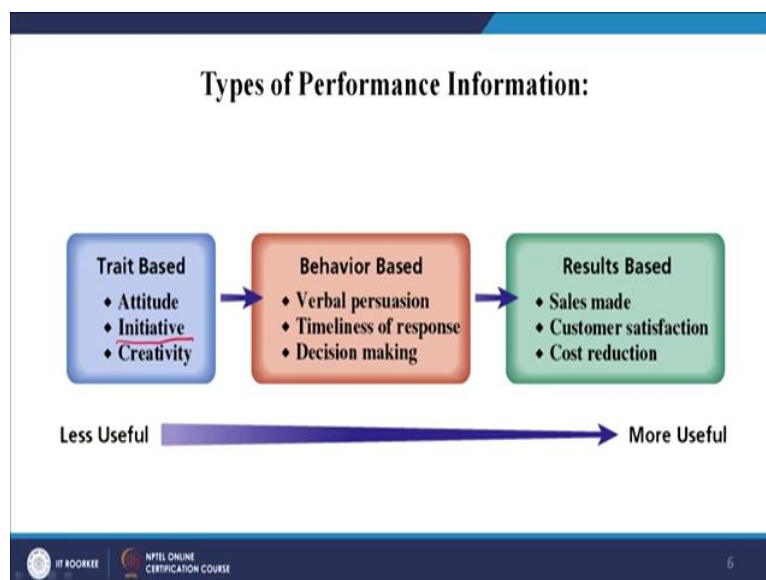 Types of Performance Information:
Trait Based
♦ Attitude
♦ Initiative
♦ Creativity
Behavior Based
♦ Verbal persuasion
♦ Timeliness of response
♦ Decision making
Results Based
♦ Sales made
♦ Customer satisfaction
♦ Cost reduction
Less Useful
More Useful
IIT ROORKEE
NPTEL ONLINE
CERTIFICATION COURSE
6